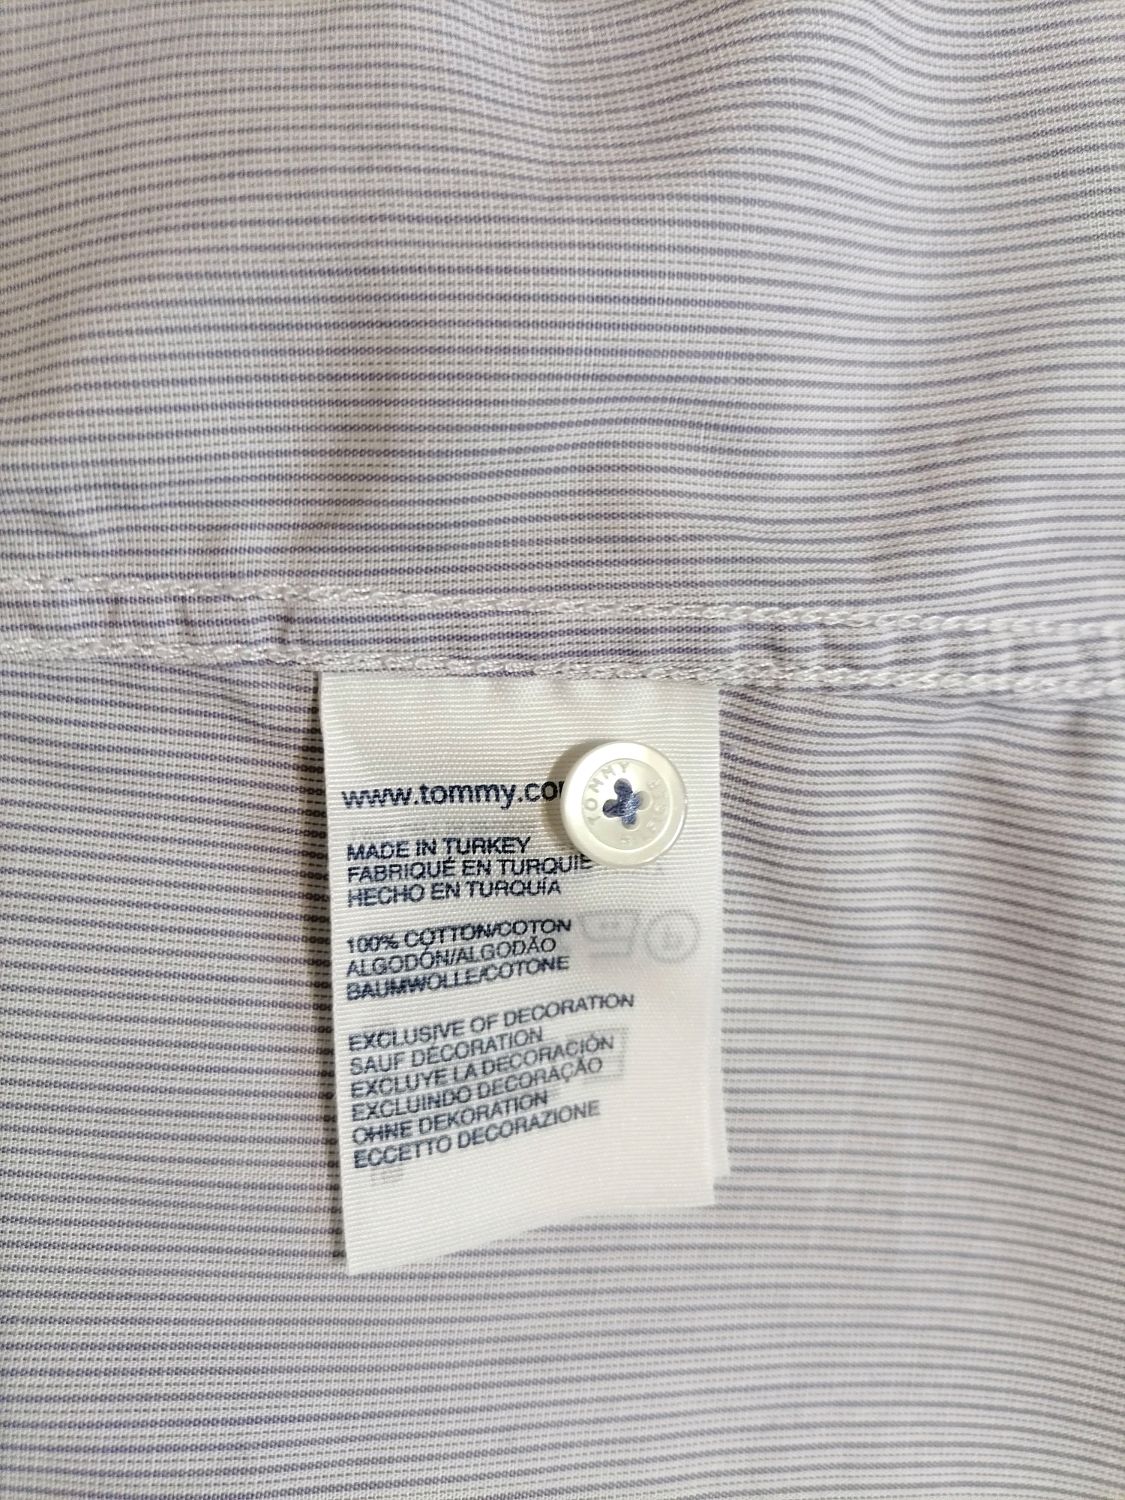 www.tommy.co
TOMMY
MADE IN TURKEY
FABRIQUÉ EN TURQUIE
HECHO EN TURQUÍA
100% COTTON/COTON
ALGODÓN/ALGODÃO
BAUMWOLLE/COTONE
EXCLUSIVE OF DECORATION
SAUF DÉCORATION
EXCLUYE LA DECORACIÓN
EXCLUINDO DECORAÇÃO
OHNE DEKORATION
ECCETTO DECORAZIONE